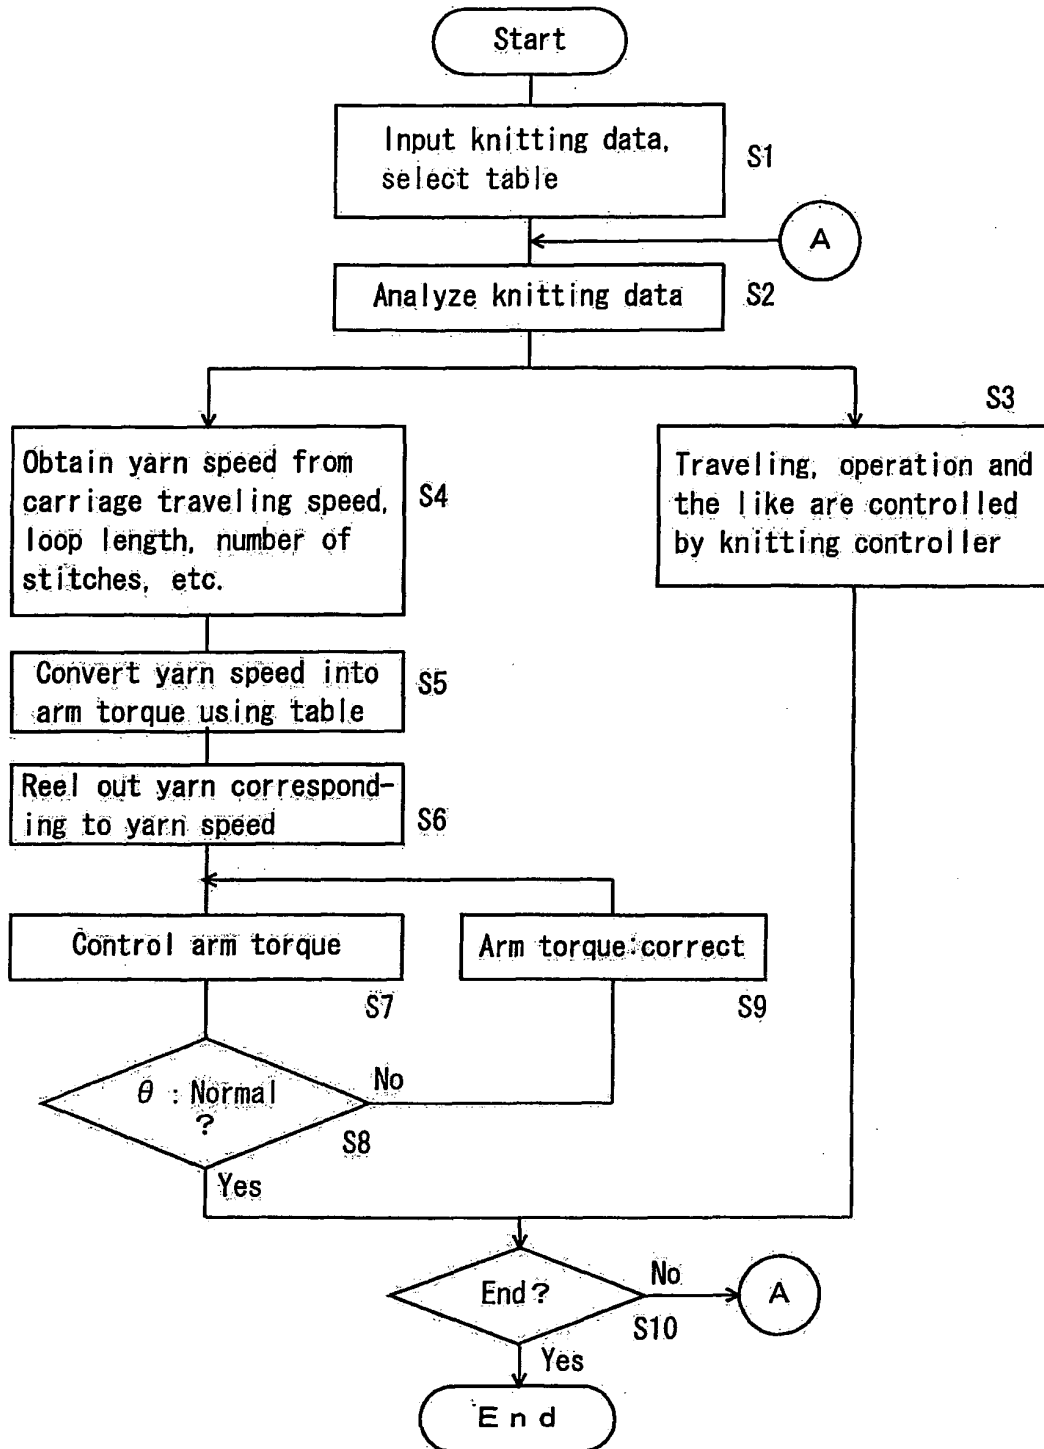 Start
Input knitting data,
select table
S1
A
Analyze knitting data
S2
S3
Obtain yarn speed from
carriage traveling speed,
loop length, number of
stitches, etc.
S4
Traveling, operation and
the like are controlled
by knitting controller
Convert yarn speed into
arm torque using table
S5
Reel out yarn correspond-
ing to yarn speed
S6
Control arm torque
S7
Arm torque:correct
S9
θ : Normal
?
No
S8
Yes
End?
No
A
S10
Yes
End